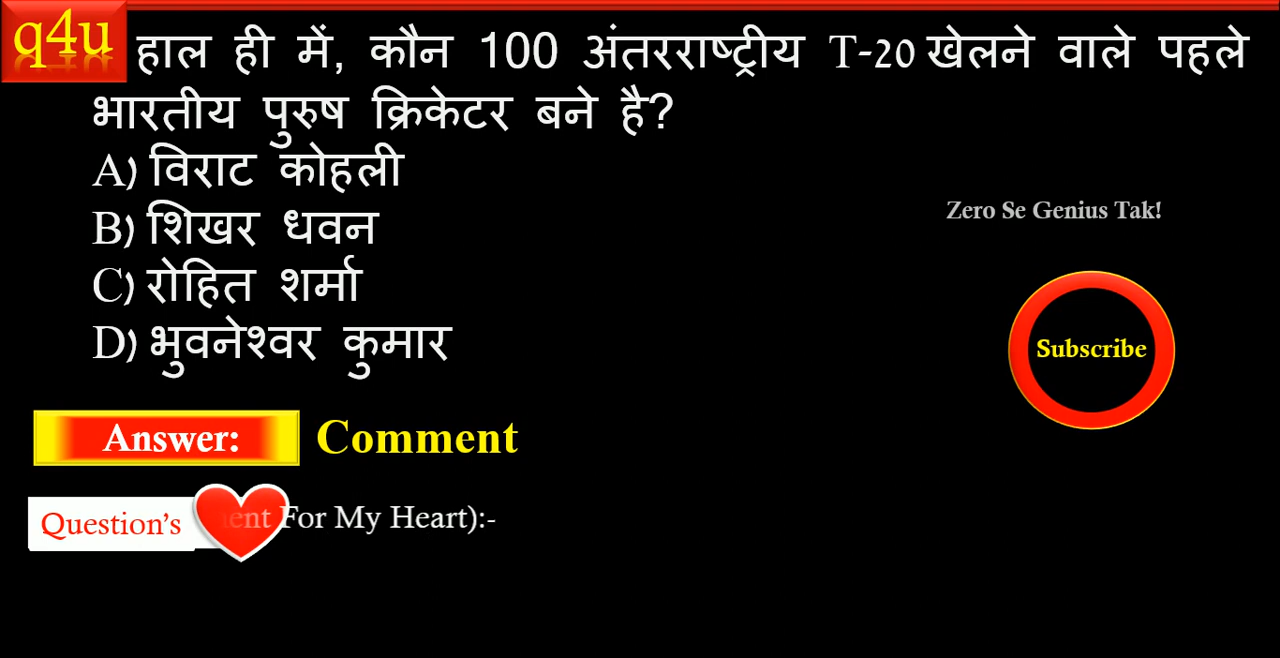 q4u
हाल ही में, कौन 100 अंतरराष्ट्रीय T-20 खेलने वाले पहले
भारतीय पुरुष क्रिकेटर बने है?
A) विराट कोहली
B) शिखर धवन
C) रोहित शर्मा
D) भुवनेश्वर कुमार
Zero Se Genius Tak!
Subscribe
Answer: Comment
Question's For My Heart):-